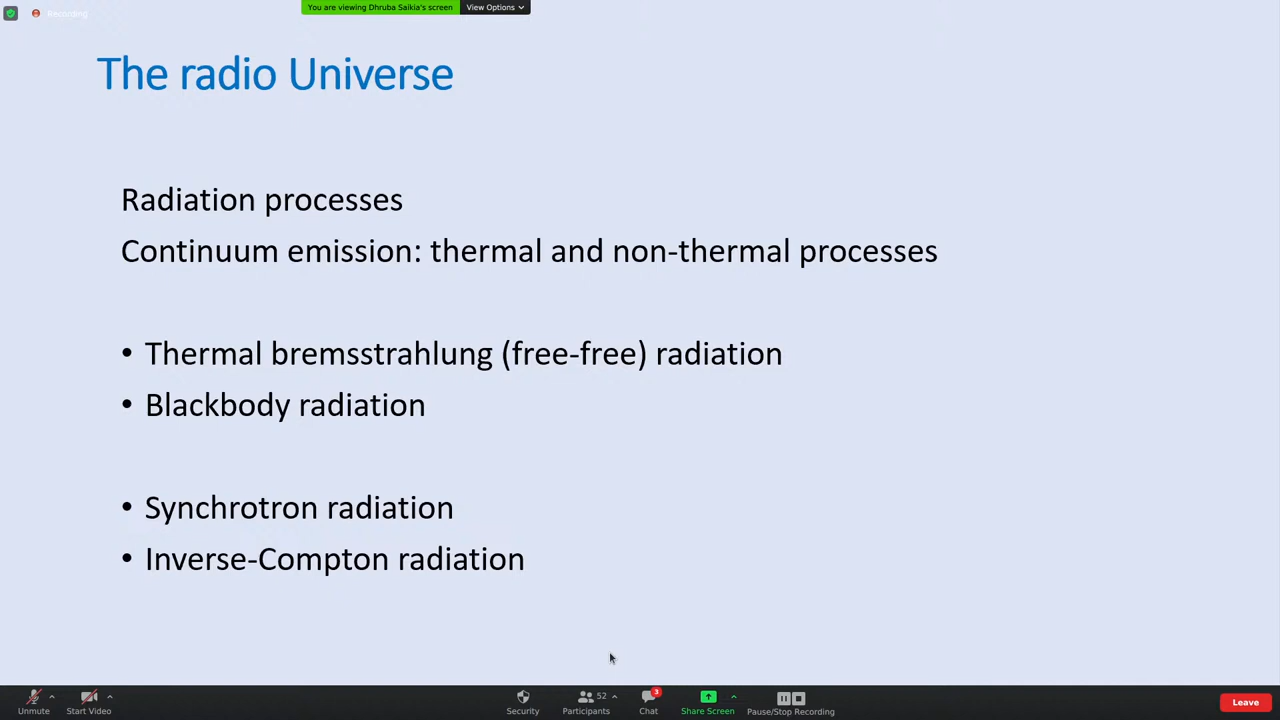 Recording
You are viewing Dhruba Saikia's screen
View Options
The radio Universe
Radiation processes
Continuum emission: thermal and non-thermal processes
• Thermal bremsstrahlung (free-free) radiation
• Blackbody radiation
• Synchrotron radiation
• Inverse-Compton radiation
Unmute
Start Video
Security
Participants
52
Chat
3
Share Screen
Pause/Stop Recording
Leave